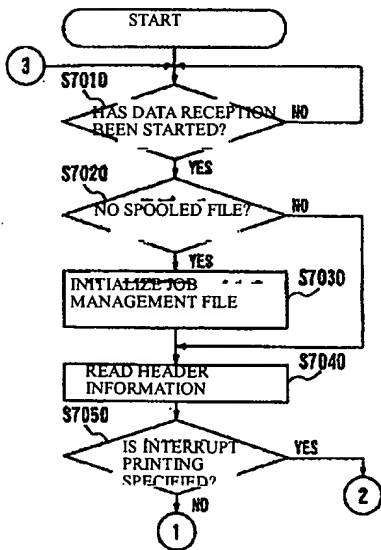 START
3
S7010
HAS DATA RECEPTION
BEEN STARTED?
NO
YES
S7020
NO SPOOLED FILE?
NO
YES
INITIALIZE JOB
MANAGEMENT FILE
S7030
READ HEADER
INFORMATION
S7040
S7050
IS INTERRUPT
PRINTING
SPECIFIED?
YES
NO
2
1